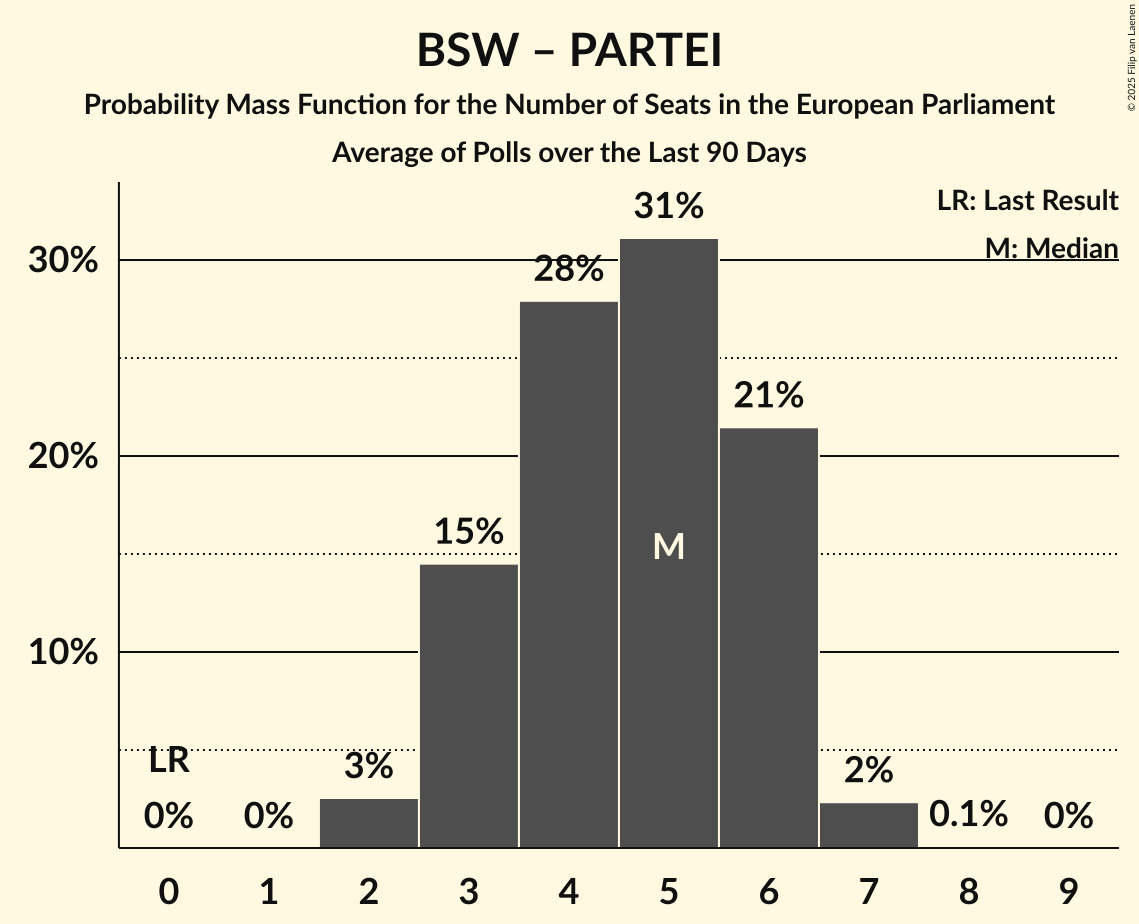 BSW – PARTEI
Probability Mass Function for the Number of Seats in the European Parliament
Average of Polls over the Last 90 Days
© 2025 Filip van Laenen
LR: Last Result
M: Median
30%
20%
10%
LR
0%
0%
3%
15%
28%
31%
M
21%
2%
0.1%
0%
0 1 2 3 4 5 6 7 8 9